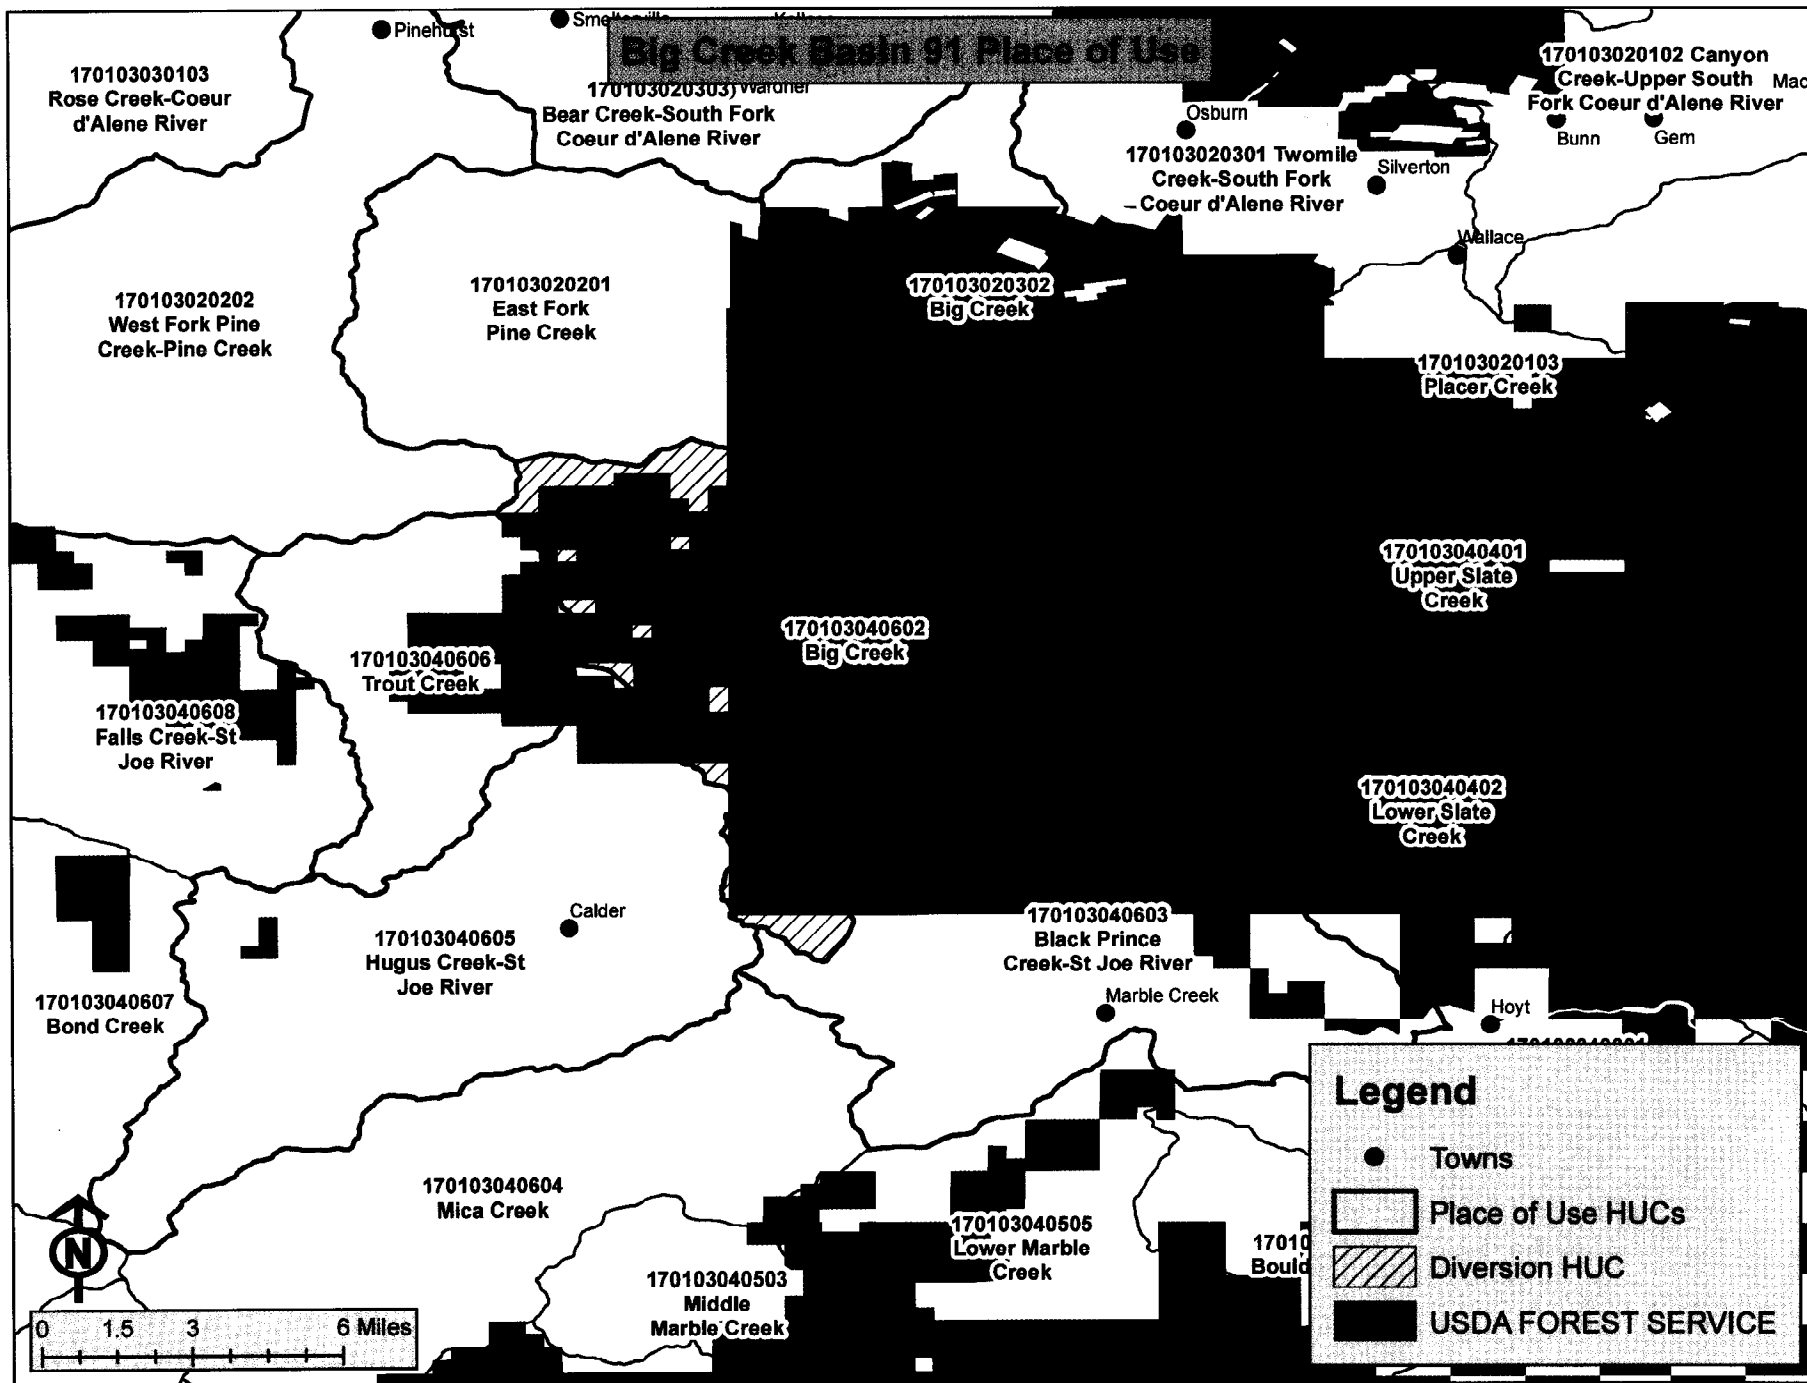 Big Creek Basin 91 Place of Use
Pinehurst
170103030103
Rose Creek-Coeur
d'Alene River
Wardner
Bear Creek-South Fork
Coeur d'Alene River
Osburn
170103020301 Twomile
Creek-South Fork
Coeur d'Alene River
Silverton
170103020102 Canyon
Creek-Upper South
Fork Coeur d'Alene River
Mac
Bunn
Gem
Wallace
170103020202
West Fork Pine
Creek-Pine Creek
170103020201
East Fork
Pine Creek
170103020302
Big Creek
170103020103
Placer Creek
170103040401
Upper Slate
Creek
170103040602
Big Creek
170103040606
Trout Creek
170103040608
Falls Creek-St
Joe River
170103040402
Lower Slate
Creek
Calder
170103040605
Hugus Creek-St
Joe River
170103040603
Black Prince
Creek-St Joe River
Marble Creek
Hoyt
170103040607
Bond Creek
170103040604
Mica Creek
170103040505
Lower Marble
Creek
17010
Bould
170103040503
Middle
Marble Creek
N
0 1.5 3 6 Miles
Legend
Towns
Place of Use HUCs
Diversion HUC
USDA FOREST SERVICE